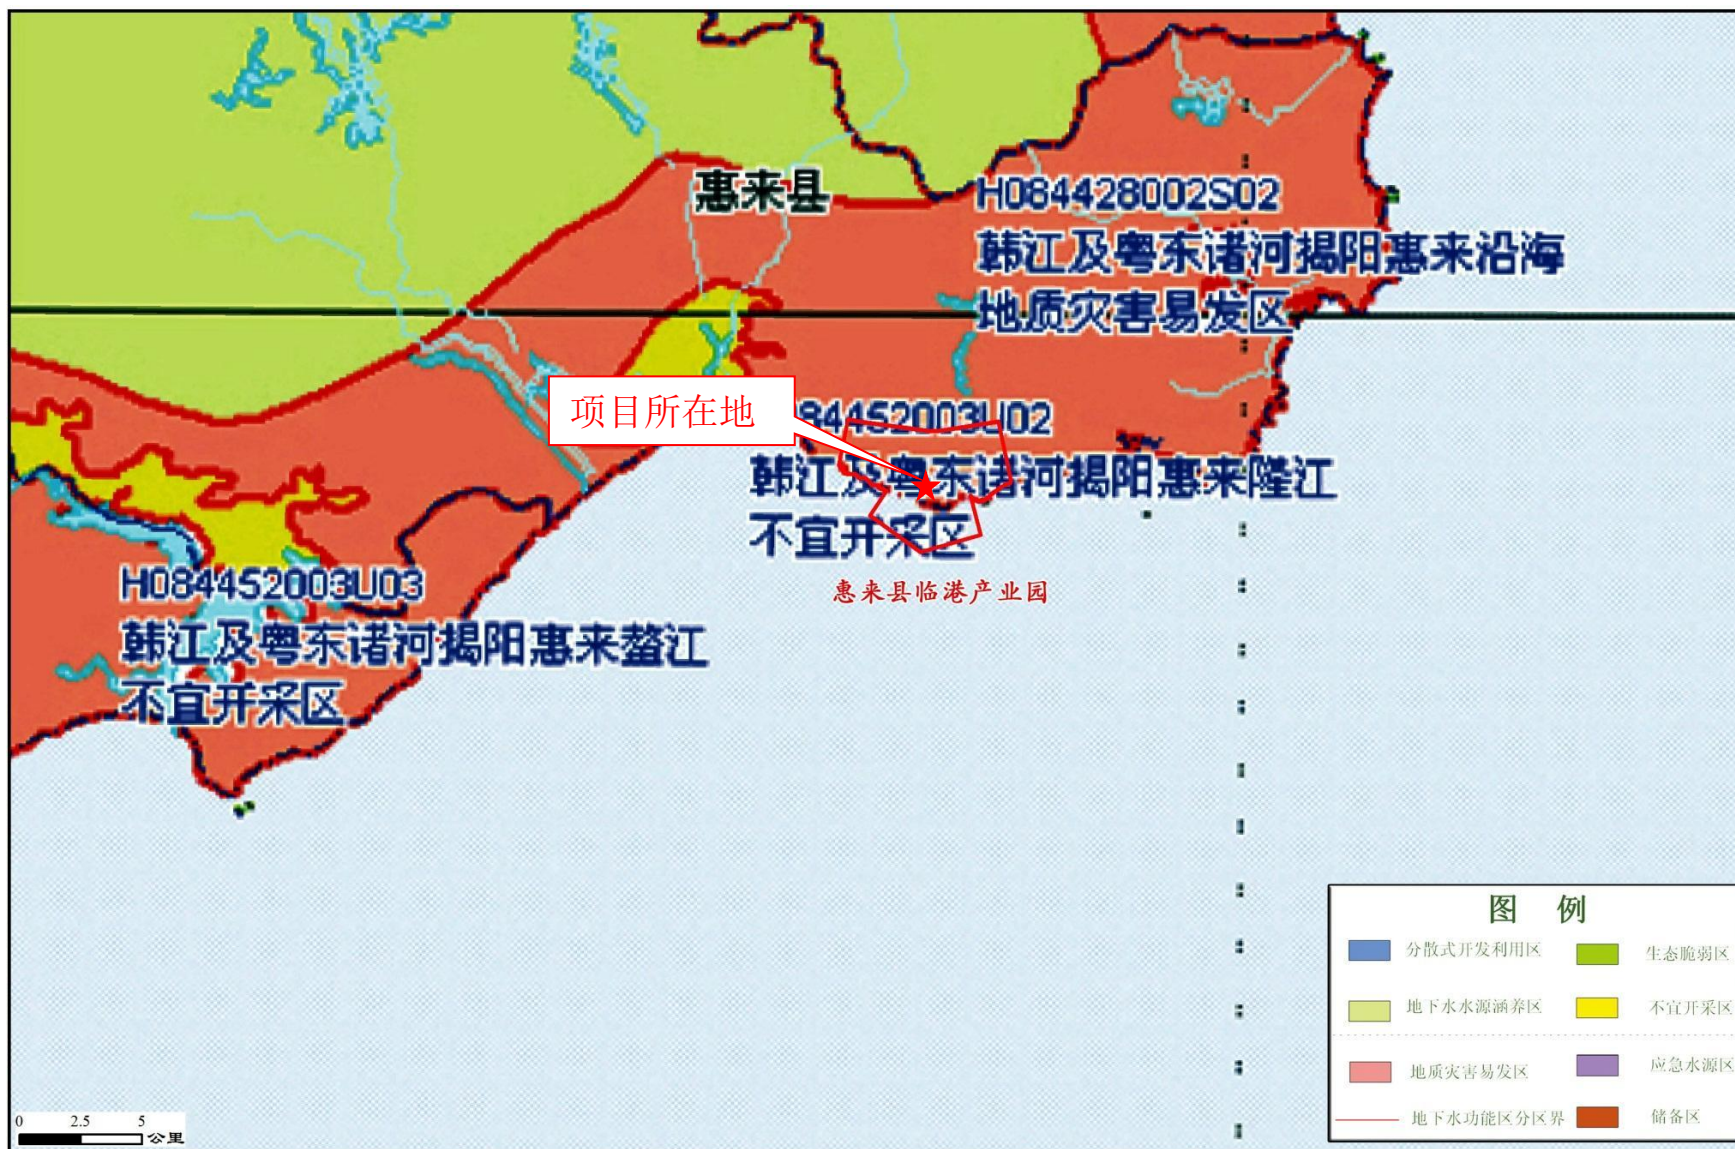 惠来县
H084428002S02
韩江及粤东诸河揭阳惠来沿海
地质灾害易发区
项目所在地
84452003U02
韩江及粤东诸河揭阳惠来隆江
不宜开采区
惠来县临港产业园
H084452003U03
韩江及粤东诸河揭阳惠来螯江
不宜开采区
图 例
分散式开发利用区
生态脆弱区
地下水水源涵养区
不宜开采区
地质灾害易发区
应急水源区
地下水功能区分区界
储备区
0 2.5 5
公里